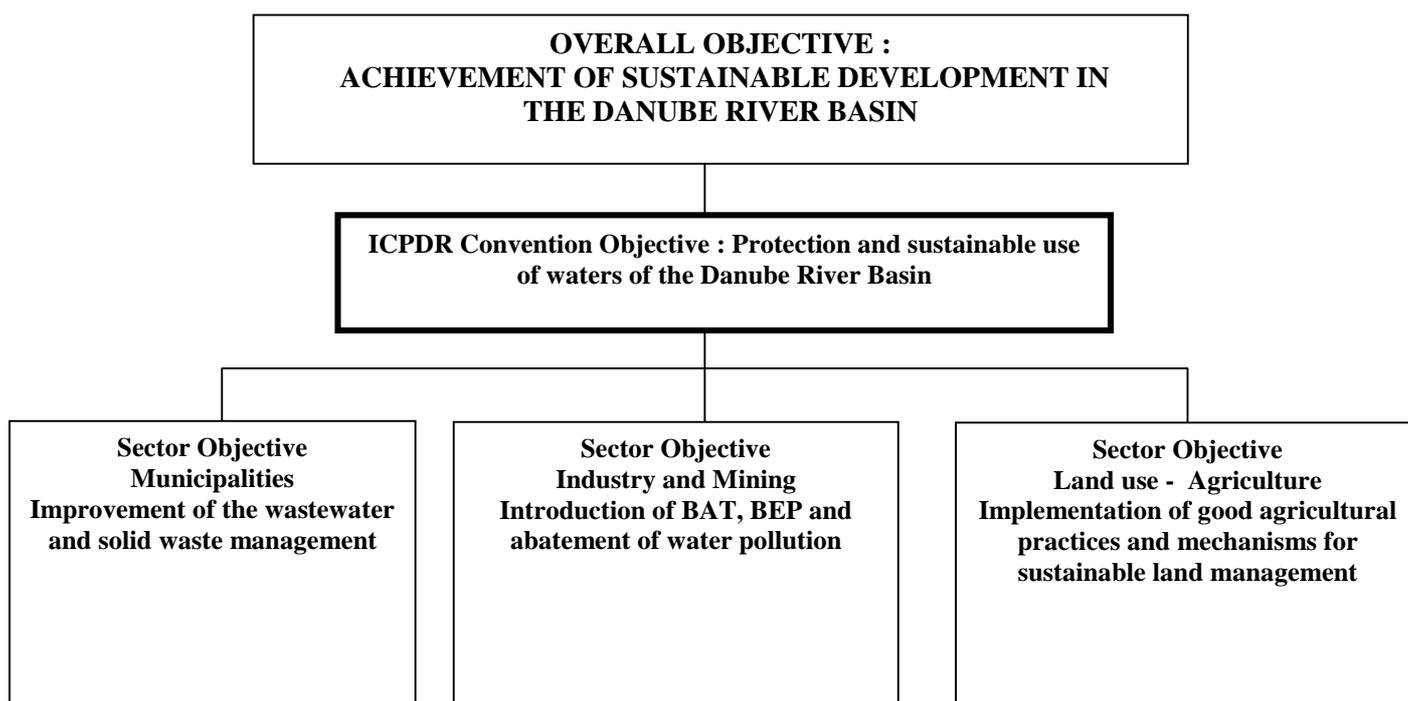 OVERALL OBJECTIVE :
ACHIEVEMENT OF SUSTAINABLE DEVELOPMENT IN
THE DANUBE RIVER BASIN
ICPDR Convention Objective : Protection and sustainable use
of waters of the Danube River Basin
Sector Objective
Municipalities
Improvement of the wastewater
and solid waste management
Sector Objective
Industry and Mining
Introduction of BAT, BEP and
abatement of water pollution
Sector Objective
Land use - Agriculture
Implementation of good agricultural
practices and mechanisms for
sustainable land management